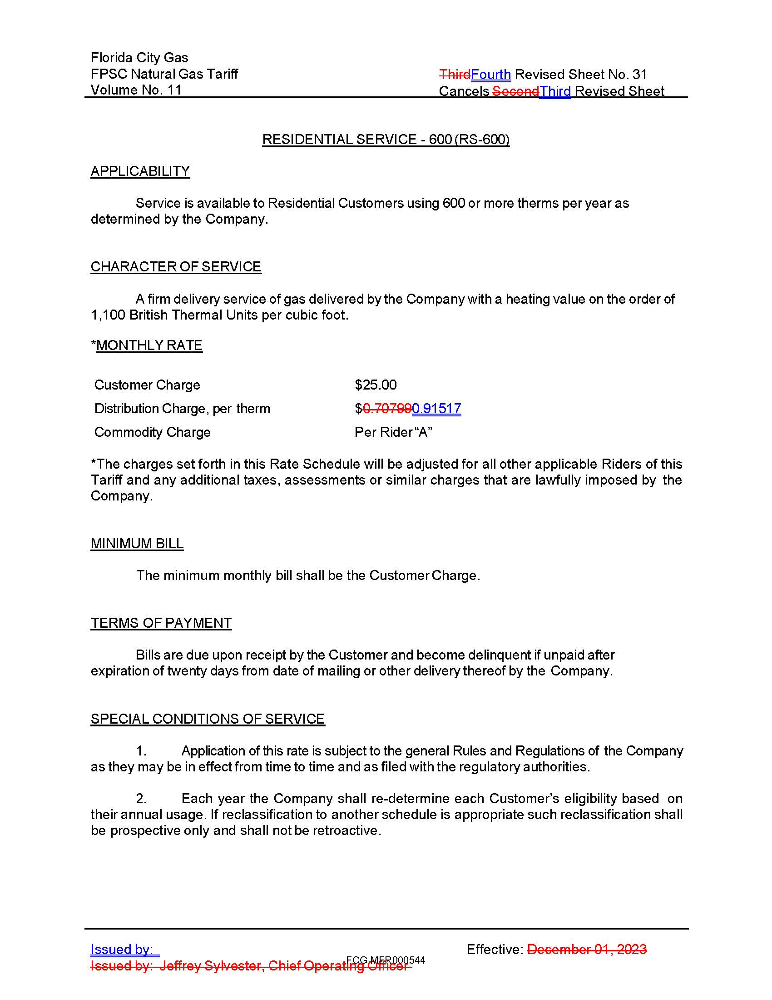 Florida City Gas
FPSC Natural Gas Tariff
ThirdFourth Revised Sheet No. 31
Volume No. 11
Cancels SecondThird Revised Sheet
RESIDENTIAL SERVICE - 600 (RS-600)
APPLICABILITY
Service is available to Residential Customers using 600 or more therms per year as
determined by the Company.
CHARACTER OF SERVICE
A firm delivery service of gas delivered by the Company with a heating value on the order of
1,100 British Thermal Units per cubic foot.
*MONTHLY RATE
Customer Charge $25.00
Distribution Charge, per therm $0.707990.91517
Commodity Charge Per Rider “A”
*The charges set forth in this Rate Schedule will be adjusted for all other applicable Riders of this
Tariff and any additional taxes, assessments or similar charges that are lawfully imposed by the
Company.
MINIMUM BILL
The minimum monthly bill shall be the Customer Charge.
TERMS OF PAYMENT
Bills are due upon receipt by the Customer and become delinquent if unpaid after
expiration of twenty days from date of mailing or other delivery thereof by the Company.
SPECIAL CONDITIONS OF SERVICE
1. Application of this rate is subject to the general Rules and Regulations of the Company
as they may be in effect from time to time and as filed with the regulatory authorities.
2. Each year the Company shall re-determine each Customer’s eligibility based on
their annual usage. If reclassification to another schedule is appropriate such reclassification shall
be prospective only and shall not be retroactive.
Issued by:
Effective: December 01, 2023
Issued by: Jeffrey Sylvester, Chief Operating Officer
FCG MFR000544